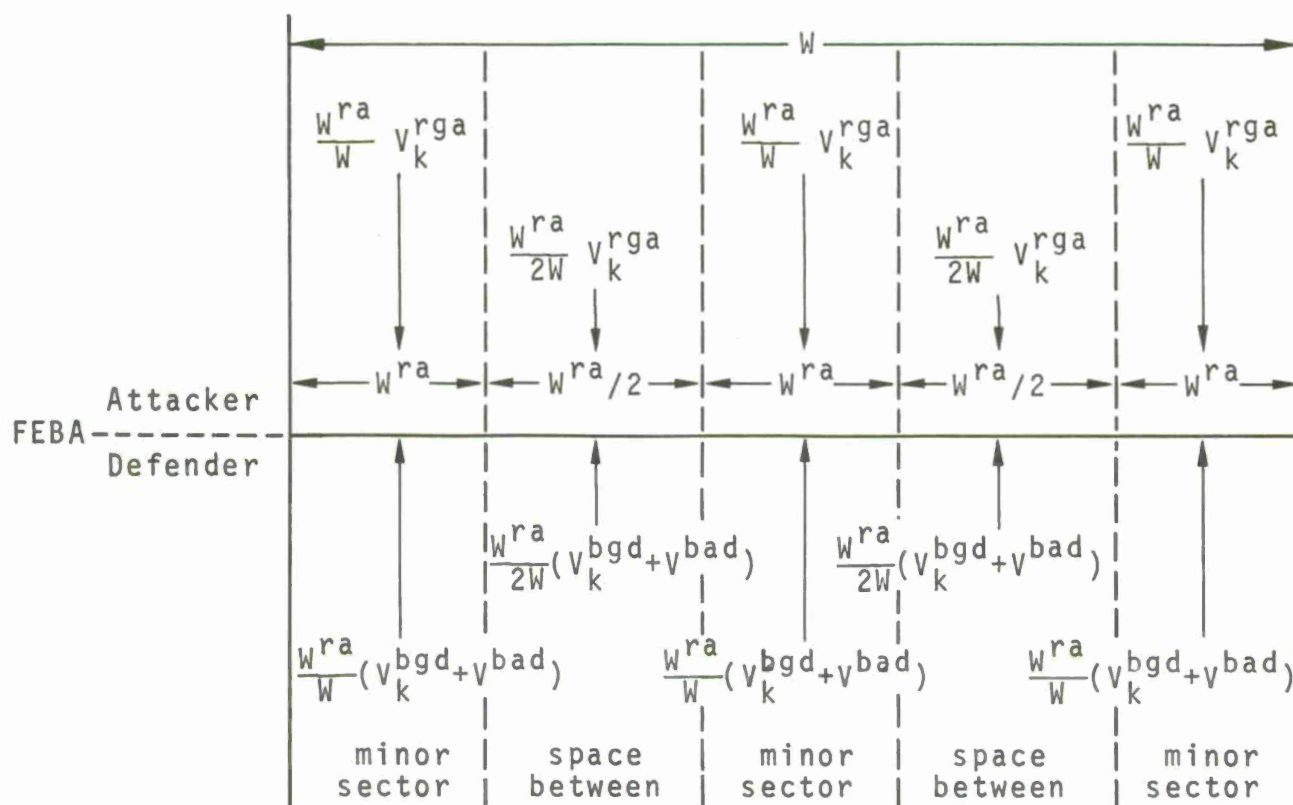 W
W^ra/W V_k^rga W^ra/W V_k^rga W^ra/W V_k^rga
W^ra/2W V_k^rga W^ra/2W V_k^rga
W^ra W^ra/2 W^ra W^ra/2 W^ra
Attacker
FEBA
Defender
W^ra/2W (V_k^bgd+V^bad) W^ra/2W (V_k^bgd+V^bad)
W^ra/W (V_k^bgd+V^bad) W^ra/W (V_k^bgd+V^bad) W^ra/W (V_k^bgd+V^bad)
minor space minor space minor
sector between sector between sector